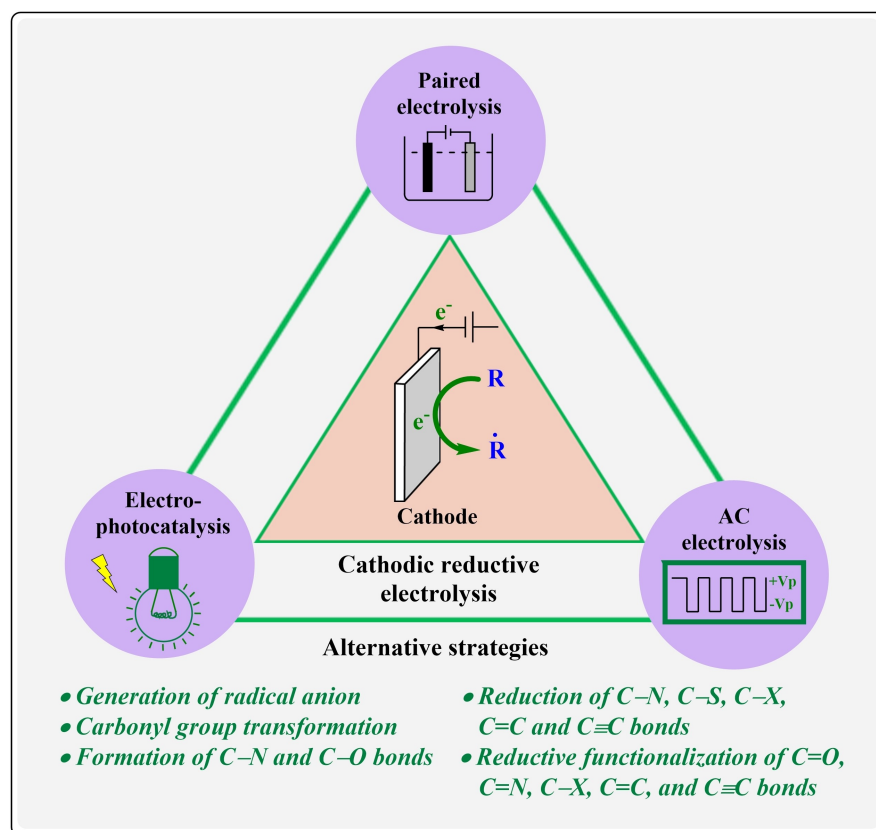 Paired
electrolysis
e⁻
R
e⁻
Ṙ
Cathode
Electro-
photocatalysis
AC
electrolysis
+Vp
-Vp
Cathodic reductive
electrolysis
Alternative strategies
• Generation of radical anion
• Carbonyl group transformation
• Formation of C–N and C–O bonds
• Reduction of C–N, C–S, C–X,
C=C and C≡C bonds
• Reductive functionalization of C=O,
C=N, C–X, C=C, and C≡C bonds